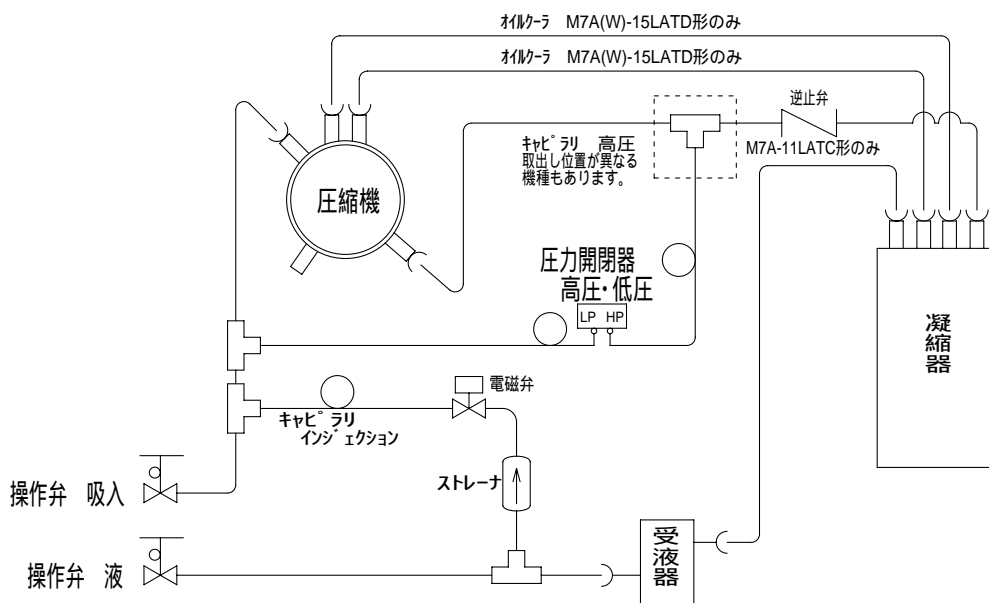 オイルクーラ　M7A(W)-15LATD形のみ
オイルクーラ　M7A(W)-15LATD形のみ
逆止弁
M7A-11LATC形のみ
キャピラリ　高圧
取出し位置が異なる
機種もあります。
圧縮機
圧力開閉器
高圧・低圧
LP HP
凝縮器
電磁弁
キャピラリ
インジェクション
ストレーナ
操作弁　吸入
操作弁　液
受液器